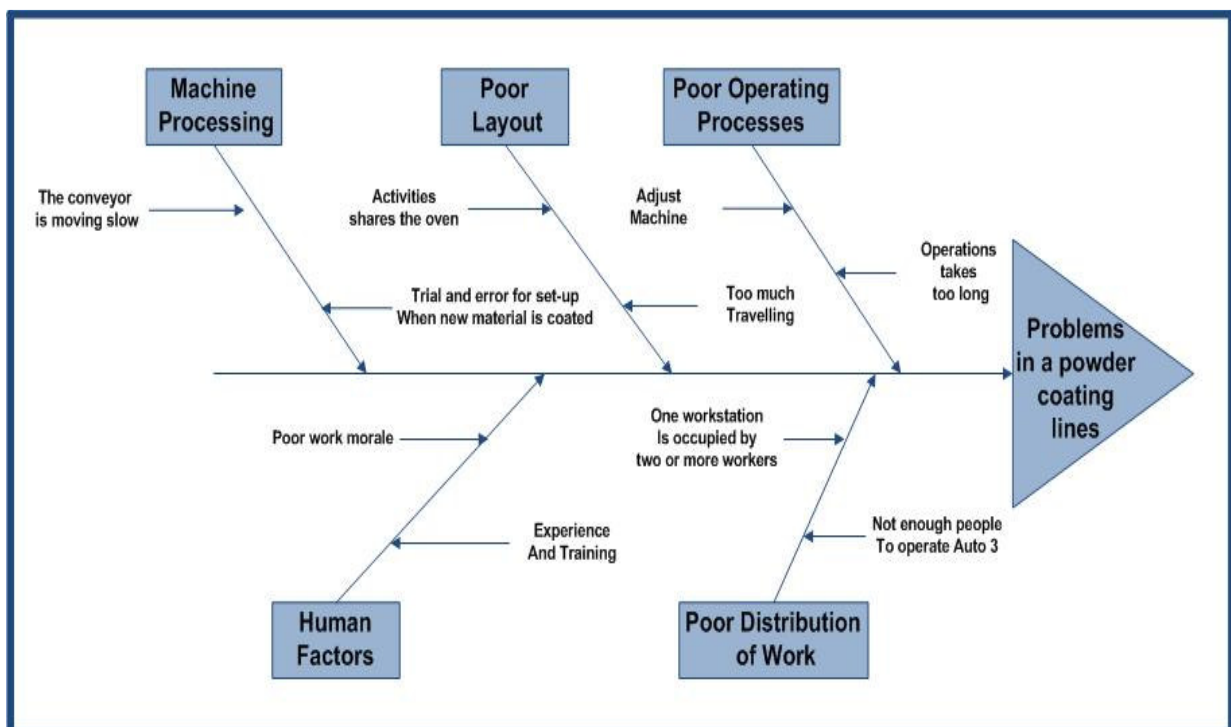 Machine
Processing
Poor
Layout
Poor Operating
Processes
The conveyor
is moving slow
Activities
shares the oven
Adjust
Machine
Operations
takes
too long
Trial and error for set-up
When new material is coated
Too much
Travelling
Problems
in a powder
coating
lines
Poor work morale
One workstation
Is occupied by
two or more workers
Experience
And Training
Not enough people
To operate Auto 3
Human
Factors
Poor Distribution
of Work